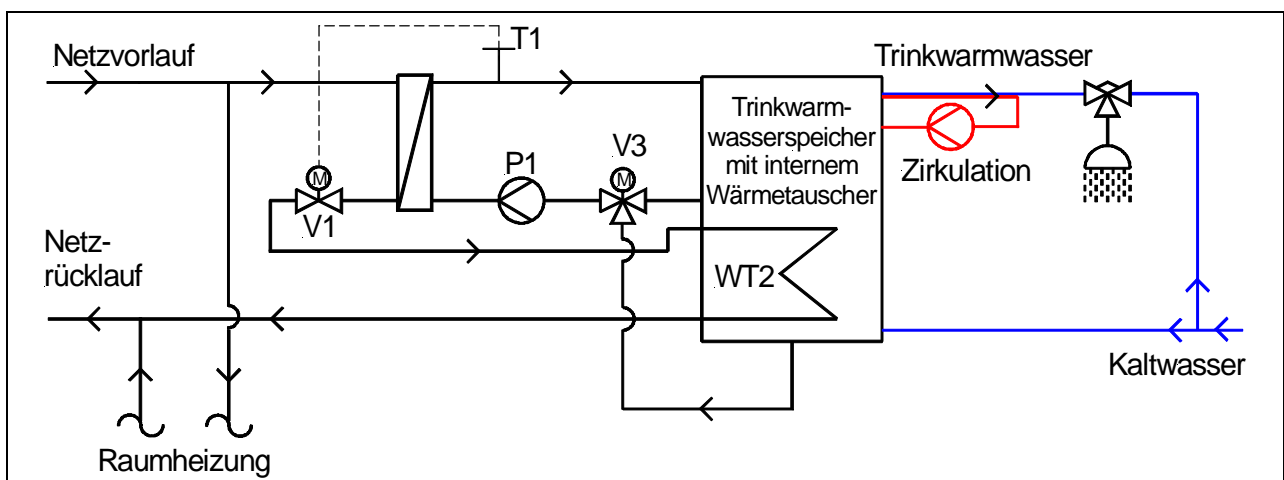 Netzvorlauf
T1
Trinkwarmwasser
Trinkwarm-
wasserspeicher
mit internem
Wärmetauscher
V3
M
P1
Zirkulation
M
V1
Netz-
rücklauf
WT2
Kaltwasser
Raumheizung